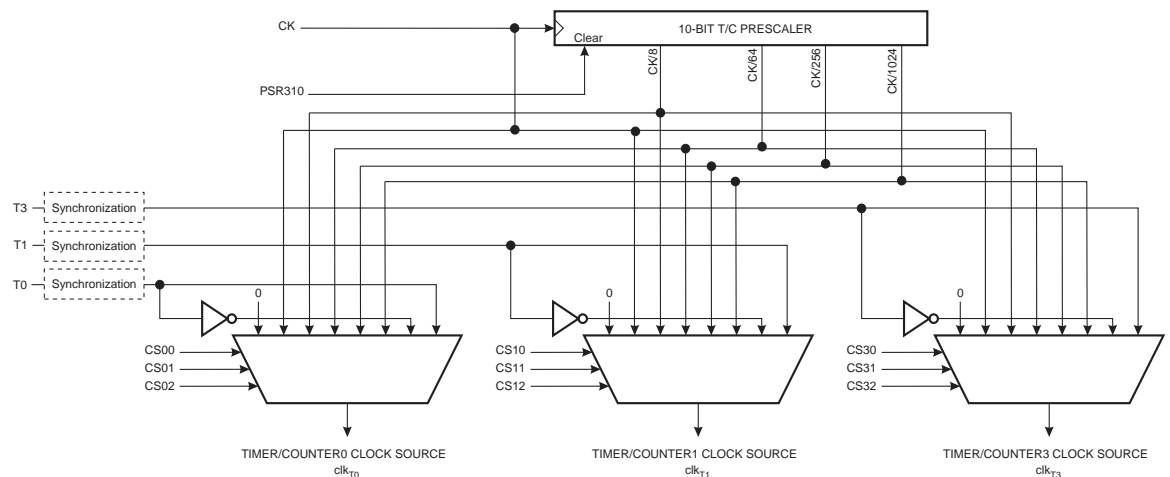 CK
10-BIT T/C PRESCALER
Clear
PSR310
CK/8
CK/64
CK/256
CK/1024
T3
Synchronization
T1
Synchronization
T0
Synchronization
0
0
0
CS00
CS01
CS02
CS10
CS11
CS12
CS30
CS31
CS32
TIMER/COUNTER0 CLOCK SOURCE
clkT0
TIMER/COUNTER1 CLOCK SOURCE
clkT1
TIMER/COUNTER3 CLOCK SOURCE
clkT3